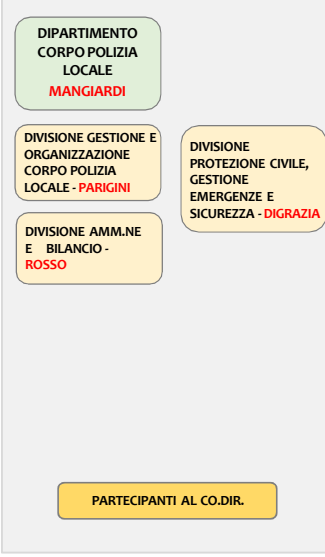 DIPARTIMENTO
CORPO POLIZIA
LOCALE
MANGIARDI
DIVISIONE GESTIONE E
ORGANIZZAZIONE
CORPO POLIZIA
LOCALE - PARIGINI
DIVISIONE
PROTEZIONE CIVILE,
GESTIONE
EMERGENZE E
SICUREZZA - DIGRAZIA
DIVISIONE AMM.NE
E BILANCIO -
ROSSO
PARTECIPANTI AL CO.DIR.